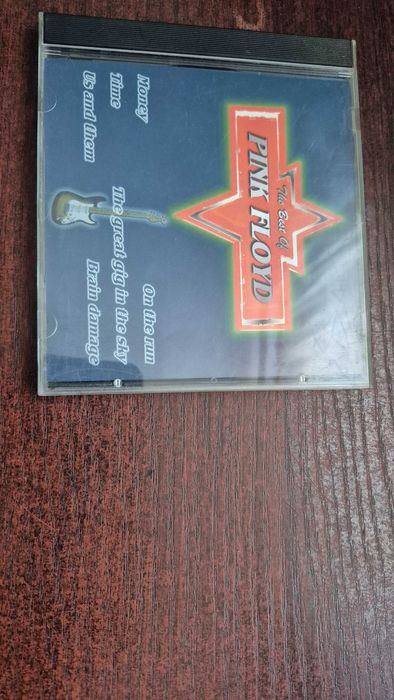 The Best Of
PINK FLOYD
Money
Time
Us and them
On the run
The great gig in the sky
Brain damage